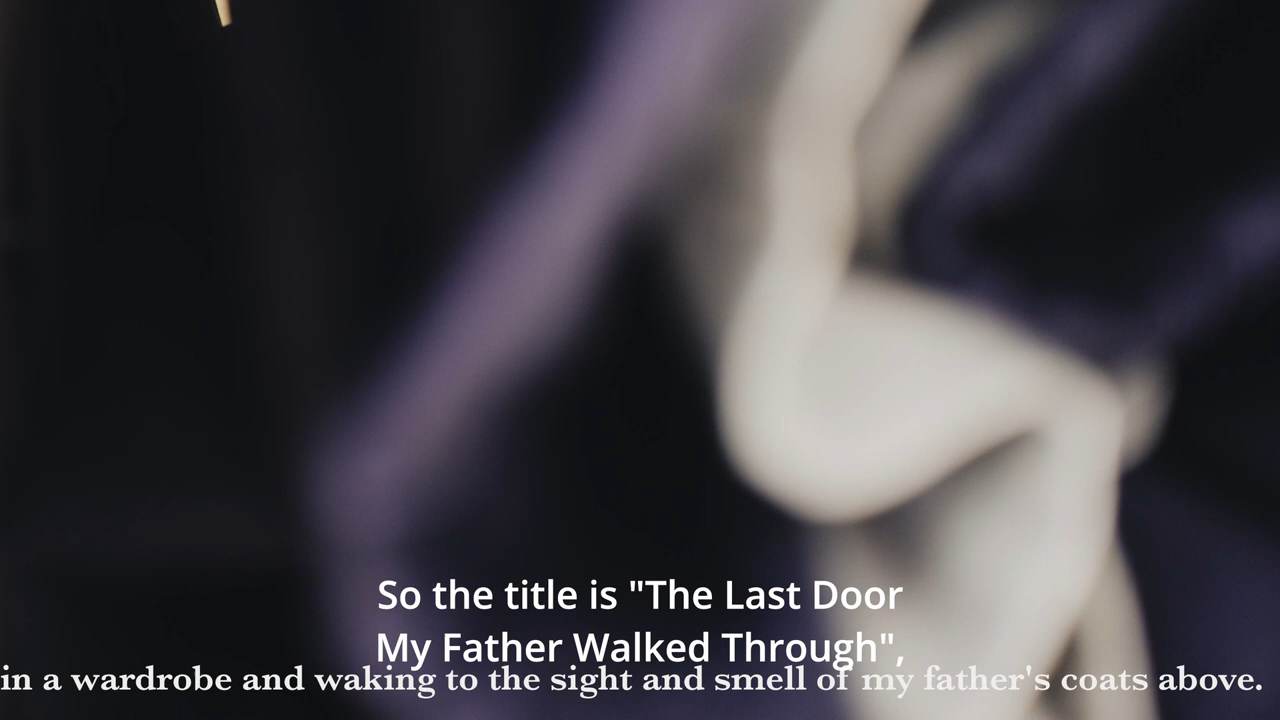 So the title is "The Last Door
My Father Walked Through",
in a wardrobe and waking to the sight and smell of my father's coats above.